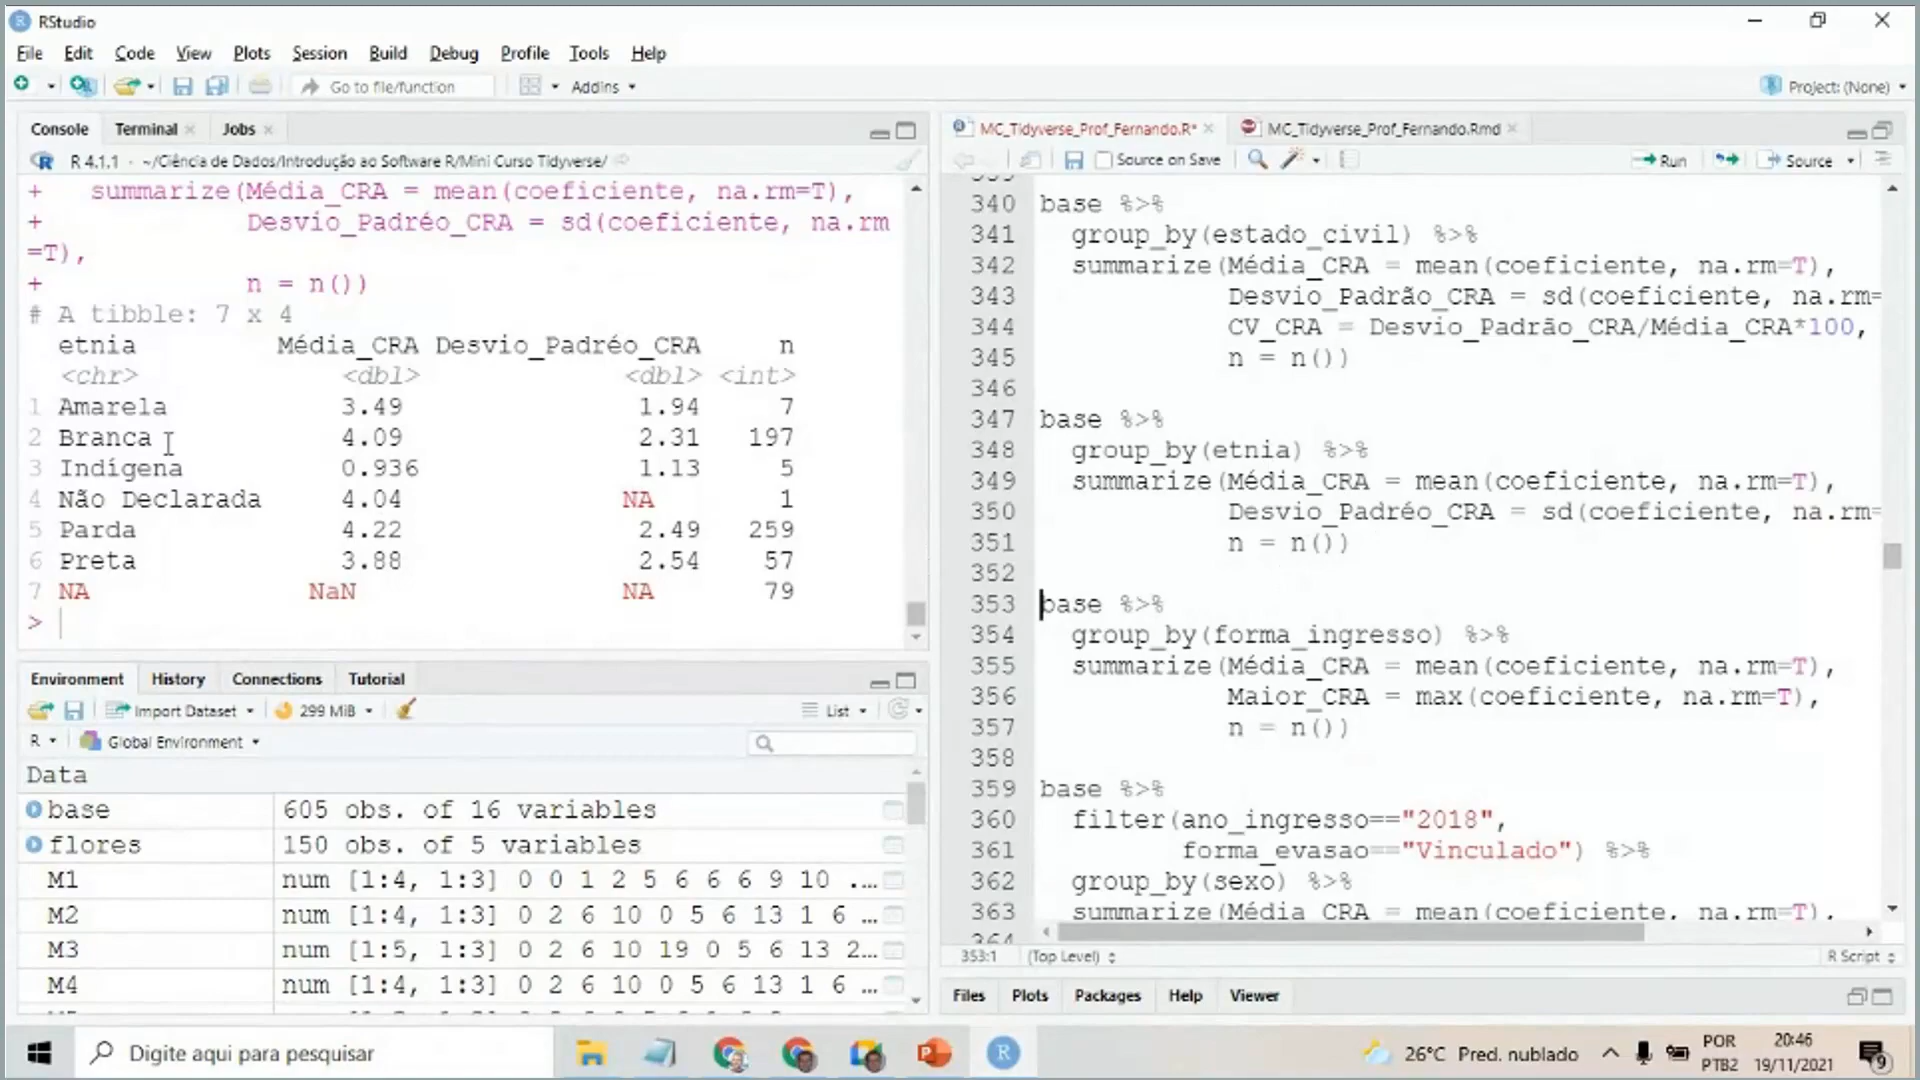 RStudio
File Edit Code View Plots Session Build Debug Profile Tools Help
Go to file/function Addins Project: (None)
Console Terminal Jobs
R 4.1.1 · ~/Ciência de Dados/Introdução ao Software R/Mini Curso Tidyverse/
+ summarize(Média_CRA = mean(coeficiente, na.rm=T),
+ Desvio_Padréo_CRA = sd(coeficiente, na.rm
=T),
+ n = n())
# A tibble: 7 x 4
etnia Média_CRA Desvio_Padréo_CRA n
<chr> <dbl> <dbl> <int>
1 Amarela 3.49 1.94 7
2 Branca 4.09 2.31 197
3 Indígena 0.936 1.13 5
4 Não Declarada 4.04 NA 1
5 Parda 4.22 2.49 259
6 Preta 3.88 2.54 57
7 NA NaN NA 79
>
Environment History Connections Tutorial
Import Dataset 299 MiB List
R Global Environment
Data
base 605 obs. of 16 variables
flores 150 obs. of 5 variables
M1 num [1:4, 1:3] 0 0 1 2 5 6 6 6 9 10 ...
M2 num [1:4, 1:3] 0 2 6 10 0 5 6 13 1 6 ...
M3 num [1:5, 1:3] 0 2 6 10 19 0 5 6 13 2...
M4 num [1:4, 1:3] 0 2 6 10 0 5 6 13 1 6 ...
MC_Tidyverse_Prof_Fernando.R* MC_Tidyverse_Prof_Fernando.Rmd
Source on Save Run Source
340 base %>%
341 group_by(estado_civil) %>%
342 summarize(Média_CRA = mean(coeficiente, na.rm=T),
343 Desvio_Padrão_CRA = sd(coeficiente, na.rm=
344 CV_CRA = Desvio_Padrão_CRA/Média_CRA*100,
345 n = n())
346
347 base %>%
348 group_by(etnia) %>%
349 summarize(Média_CRA = mean(coeficiente, na.rm=T),
350 Desvio_Padréo_CRA = sd(coeficiente, na.rm=
351 n = n())
352
353 base %>%
354 group_by(forma_ingresso) %>%
355 summarize(Média_CRA = mean(coeficiente, na.rm=T),
356 Maior_CRA = max(coeficiente, na.rm=T),
357 n = n())
358
359 base %>%
360 filter(ano_ingresso=="2018",
361 forma_evasao=="Vinculado") %>%
362 group_by(sexo) %>%
363 summarize(Média_CRA = mean(coeficiente, na.rm=T),
364
353:1 (Top Level) R Script
Files Plots Packages Help Viewer
Digite aqui para pesquisar
26°C Pred. nublado
POR
PTB2
20:46
19/11/2021
9